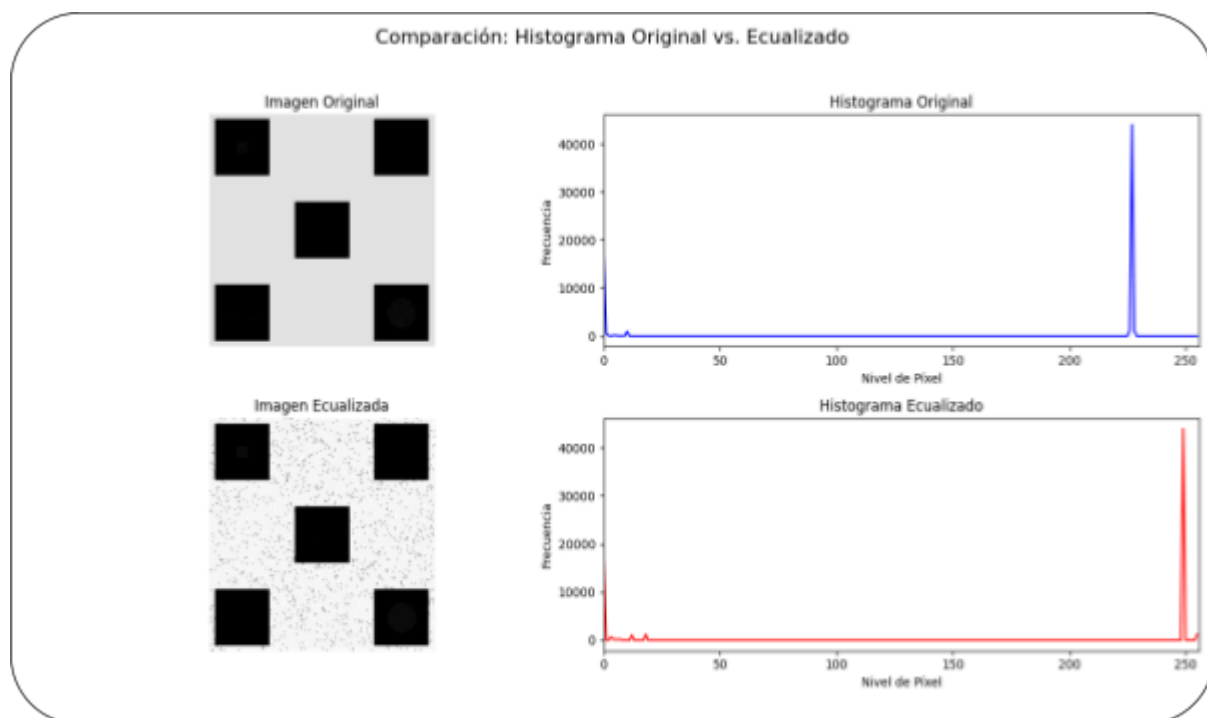 Comparación: Histograma Original vs. Ecualizado
Imagen Original
Histograma Original
Frecuencia
40000
30000
20000
10000
0
0 50 100 150 200 250
Nivel de Píxel
Imagen Ecualizada
Histograma Ecualizado
Frecuencia
40000
30000
20000
10000
0
0 50 100 150 200 250
Nivel de Píxel